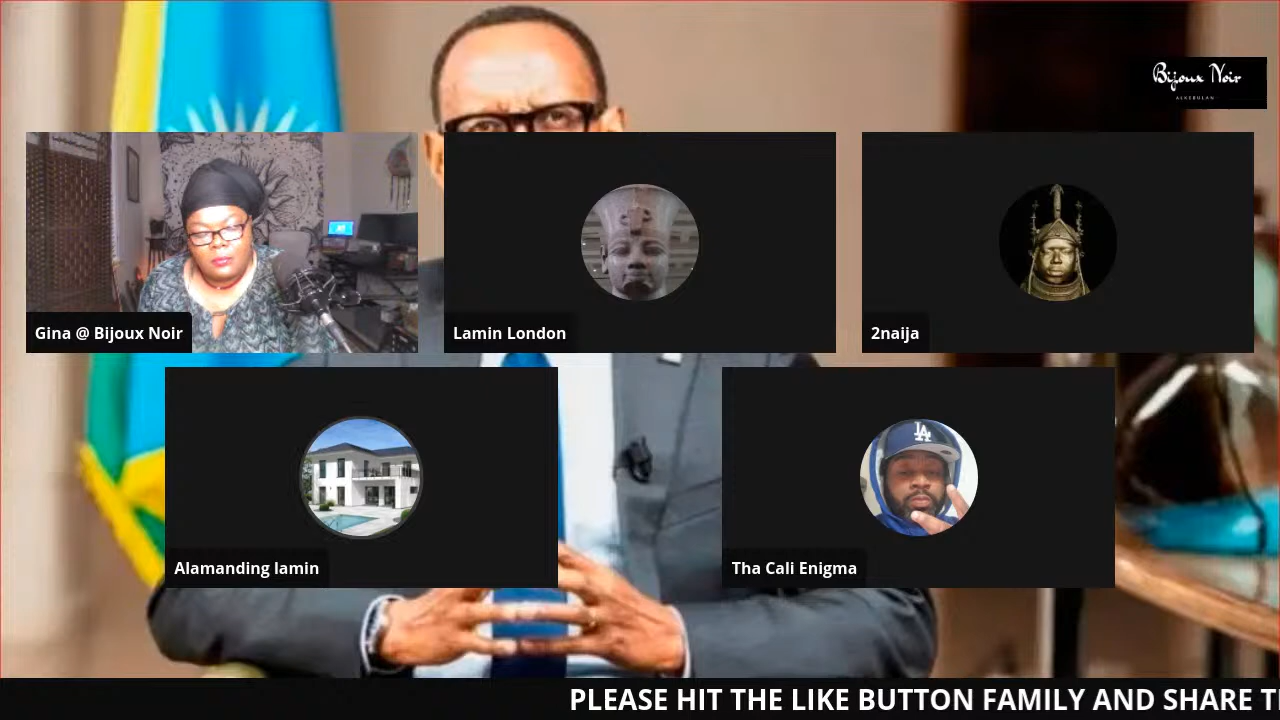 Bijoux Noir
ALKEBULAN
Gina @ Bijoux Noir
Lamin London
2naija
LA
Alamanding lamin
Tha Cali Enigma
PLEASE HIT THE LIKE BUTTON FAMILY AND SHARE T